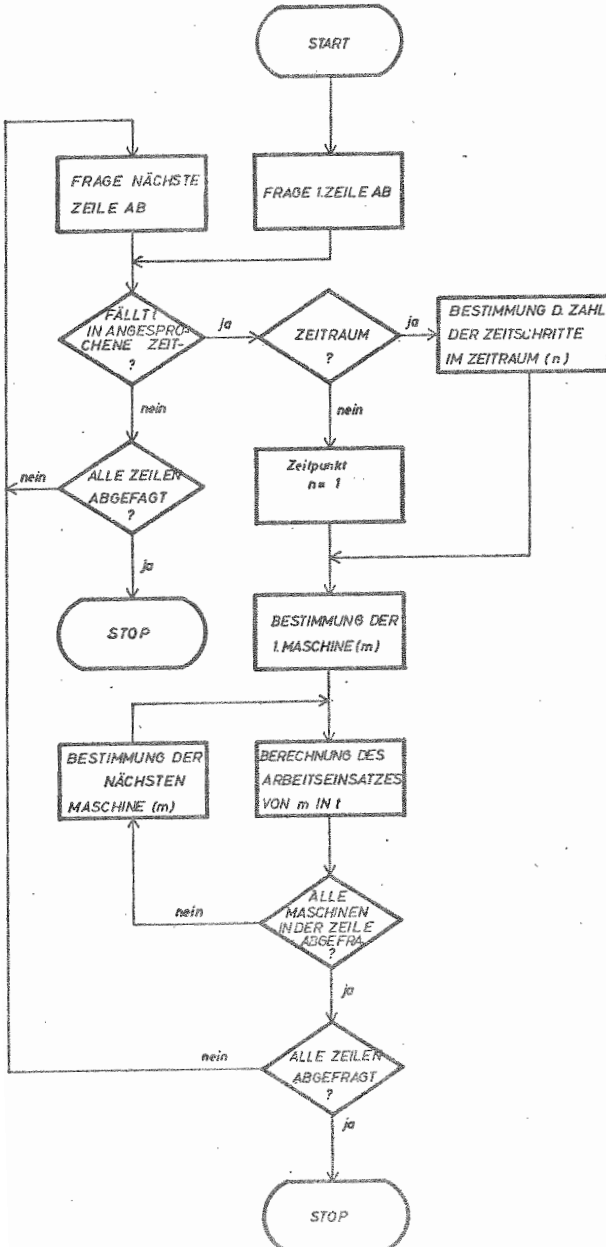 START
FRAGE NÄCHSTE
ZEILE AB
FRAGE 1.ZEILE AB
FÄLLT t
IN ANGESPRO-
CHENE ZEIT-
?
ja
ZEITRAUM
?
ja
BESTIMMUNG D. ZAHL
DER ZEITSCHRITTE
IM ZEITRAUM (n)
nein
nein
nein
ALLE ZEILEN
ABGEFAGT
?
Zeitpunkt
n = 1
ja
STOP
BESTIMMUNG DER
1.MASCHINE (m)
BESTIMMUNG DER
NÄCHSTEN
MASCHINE (m)
BERECHNUNG DES
ARBEITSEINSATZES
VON m IN t
nein
ALLE
MASCHINEN
IN DER ZEILE
ABGEFRA
?
ja
nein
ALLE ZEILEN
ABGEFRAGT
?
ja
STOP